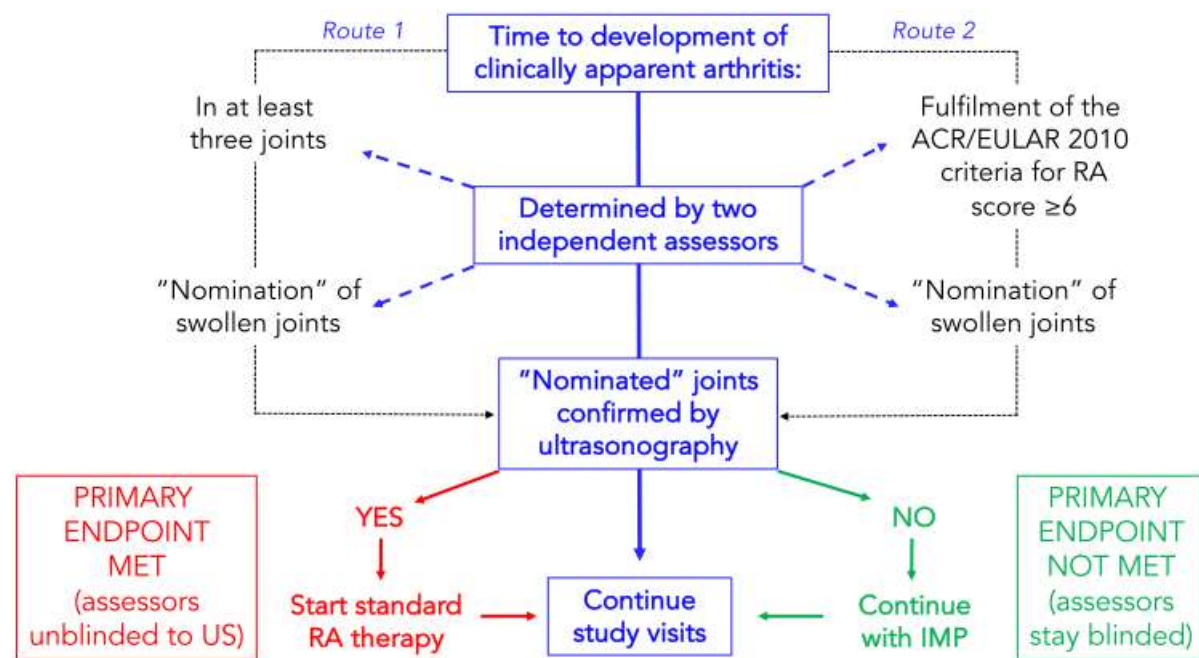 Route 1
Time to development of
clinically apparent arthritis:
Route 2
In at least
three joints
Fulfilment of the
ACR/EULAR 2010
criteria for RA
score ≥6
Determined by two
independent assessors
"Nomination" of
swollen joints
"Nomination" of
swollen joints
"Nominated" joints
confirmed by
ultrasonography
PRIMARY
ENDPOINT
MET
(assessors
unblinded to US)
YES
Start standard
RA therapy
Continue
study visits
NO
Continue
with IMP
PRIMARY
ENDPOINT
NOT MET
(assessors
stay blinded)